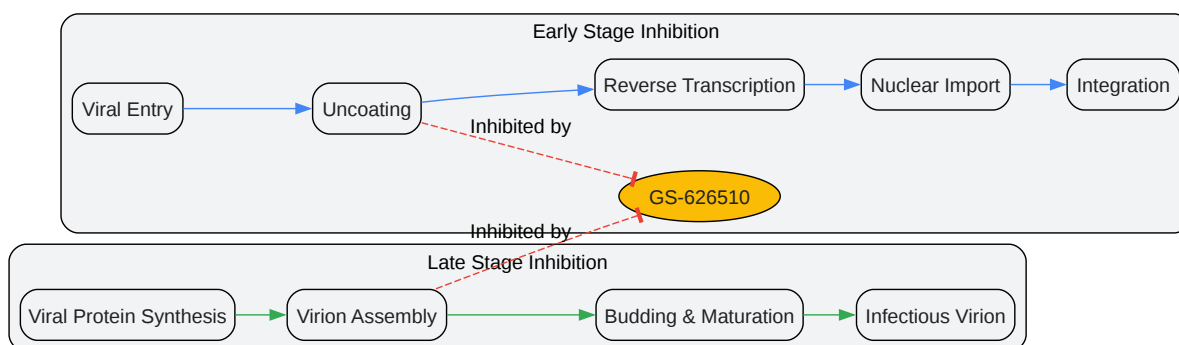 Early Stage Inhibition
Viral Entry
Uncoating
Reverse Transcription
Nuclear Import
Integration
Inhibited by
GS-626510
Inhibited by
Late Stage Inhibition
Viral Protein Synthesis
Virion Assembly
Budding & Maturation
Infectious Virion